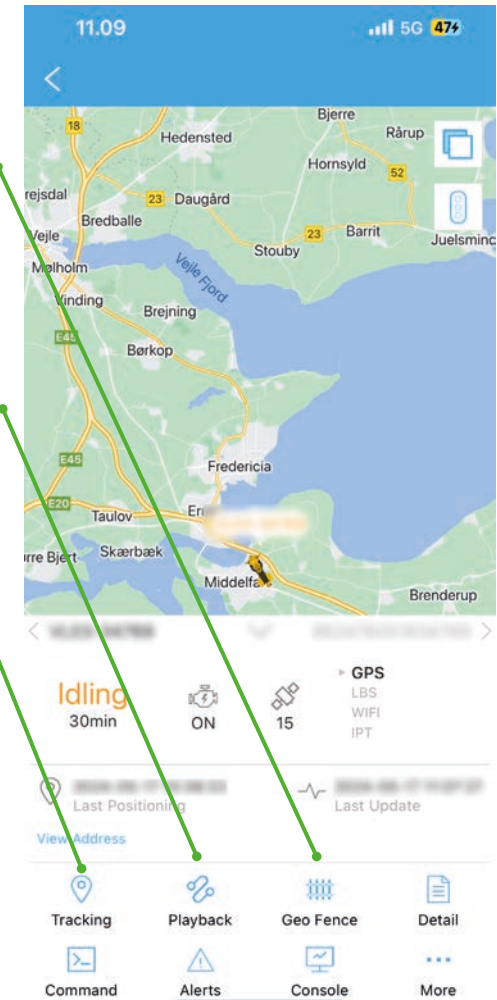 11.09
5G 47
18
Hedensted
Bjerre
Rårup
Hornsyld
52
rejsdal
23
Daugård
Bredballe
Vejle
23
Barrit
Stouby
Juelsminc
Mølholm
Vejle Fjord
Vinding
Brejning
E45
Børkop
E45
Fredericia
E20
Taulov
Skærbæk
rre Bjert
Middelfa
Brenderup
Idling
30min
ON
15
GPS
LBS
WIFI
IPT
Last Positioning
Last Update
View Address
Tracking
Playback
Geo Fence
Detail
Command
Alerts
Console
More